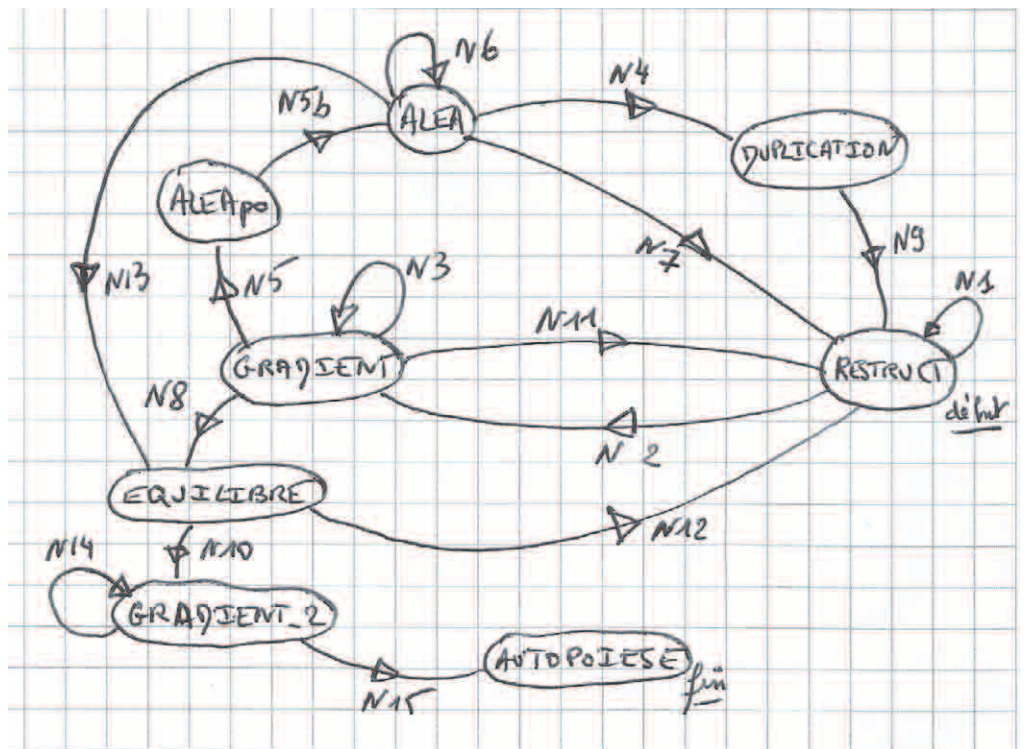 N6
N4
N5b
ALEA
DUPLICATION
ALEApo
N9
N7
N13
N5
N3
N1
N11
GRADIENT
RESTRUCT
début
N8
N2
EQUILIBRE
N12
N14
N10
GRADIENT_2
AUTOPOIESE
fin
N15